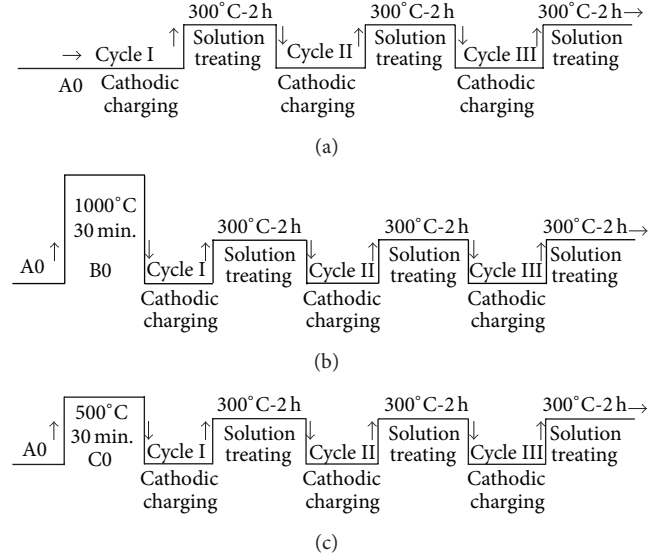 300°C-2 h 300°C-2 h 300°C-2 h →
→ Cycle I ↑ Solution treating ↓ Cycle II ↑ Solution treating ↓ Cycle III ↑ Solution treating
A0 Cathodic charging Cathodic charging Cathodic charging
(a)
1000°C
30 min.
300°C-2 h 300°C-2 h 300°C-2 h →
A0 ↑ B0 ↓ Cycle I ↑ Solution treating ↓ Cycle II ↑ Solution treating ↓ Cycle III ↑ Solution treating
Cathodic charging Cathodic charging Cathodic charging
(b)
500°C
30 min.
300°C-2 h 300°C-2 h 300°C-2 h →
A0 ↑ C0 ↓ Cycle I ↑ Solution treating ↓ Cycle II ↑ Solution treating ↓ Cycle III ↑ Solution treating
Cathodic charging Cathodic charging Cathodic charging
(c)